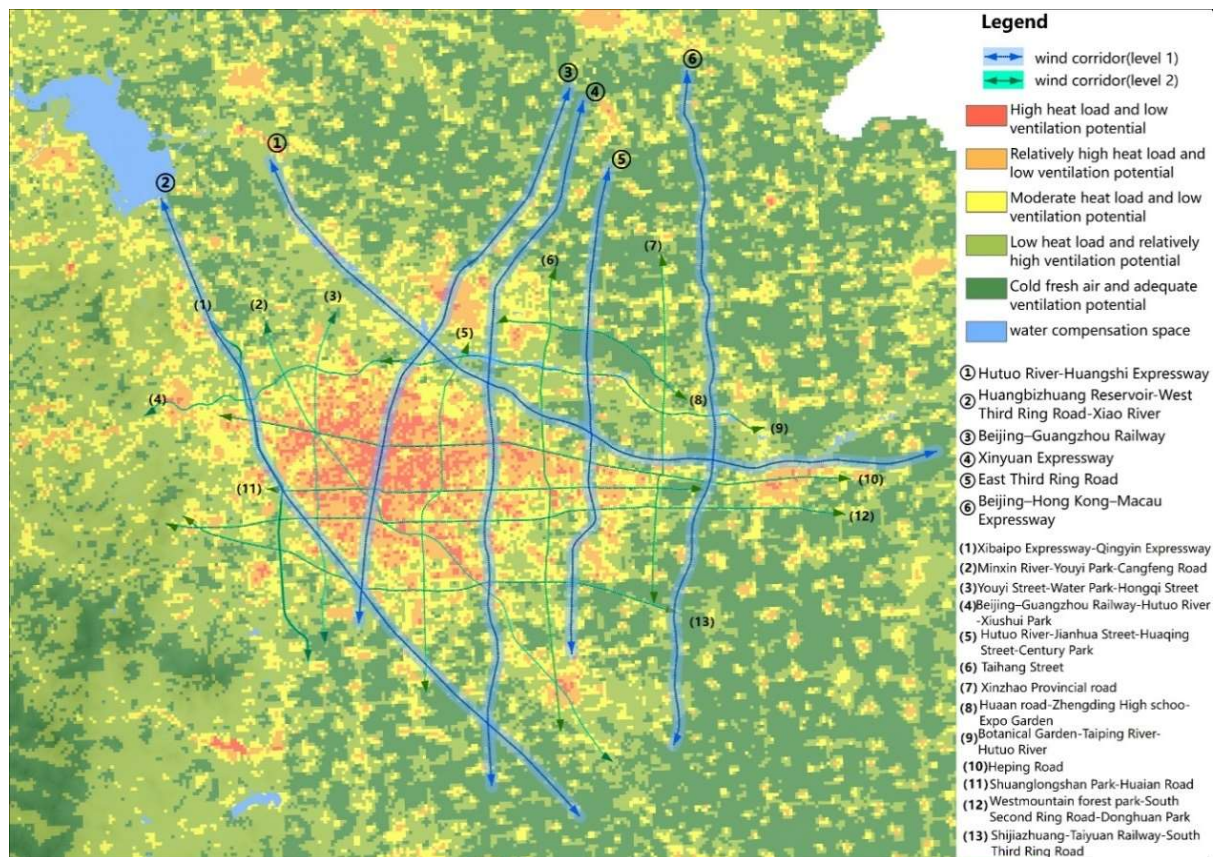 Legend
wind corridor(level 1)
wind corridor(level 2)
High heat load and low
ventilation potential
Relatively high heat load and
low ventilation potential
Moderate heat load and low
ventilation potential
Low heat load and relatively
high ventilation potential
Cold fresh air and adequate
ventilation potential
water compensation space
① Hutuo River-Huangshi Expressway
② Huangbizhuang Reservoir-West
Third Ring Road-Xiao River
③ Beijing–Guangzhou Railway
④ Xinyuan Expressway
⑤ East Third Ring Road
⑥ Beijing–Hong Kong–Macau
Expressway
(1) Xibaipo Expressway-Qingyin Expressway
(2) Minxin River-Youyi Park-Cangfeng Road
(3) Youyi Street-Water Park-Hongqi Street
(4) Beijing–Guangzhou Railway-Hutuo River
-Xiushui Park
(5) Hutuo River-Jianhua Street-Huaqing
Street-Century Park
(6) Taihang Street
(7) Xinzhao Provincial road
(8) Huaan road-Zhengding High schoo-
Expo Garden
(9) Botanical Garden-Taiping River-
Hutuo River
(10) Heping Road
(11) Shuanglongshan Park-Huaian Road
(12) Westmountain forest park-South
Second Ring Road-Donghuan Park
(13) Shijiazhuang-Taiyuan Railway-South
Third Ring Road
③
④
⑥
①
⑤
②
(7)
(6)
(1)
(2)
(3)
(5)
(4)
(8)
(9)
(10)
(11)
(12)
(13)